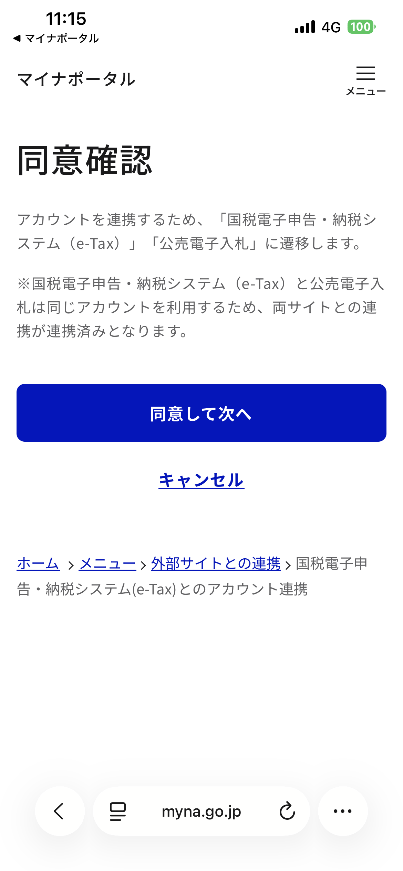 11:15
4G 100
◀ マイナポータル
マイナポータル
メニュー
同意確認
アカウントを連携するため、「国税電子申告・納税シ
ステム（e-Tax）」「公売電子入札」に遷移します。
※国税電子申告・納税システム（e-Tax）と公売電子入
札は同じアカウントを利用するため、両サイトとの連
携が連携済みとなります。
同意して次へ
キャンセル
ホーム > メニュー > 外部サイトとの連携 > 国税電子申
告・納税システム(e-Tax)とのアカウント連携
myna.go.jp